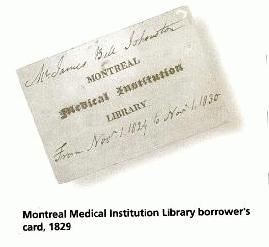 Mr James Bell Johnston
MONTREAL
Medical Institution
LIBRARY
From Novr 1. 1829 to Novr 1. 1830
Montreal Medical Institution Library borrower's
card, 1829